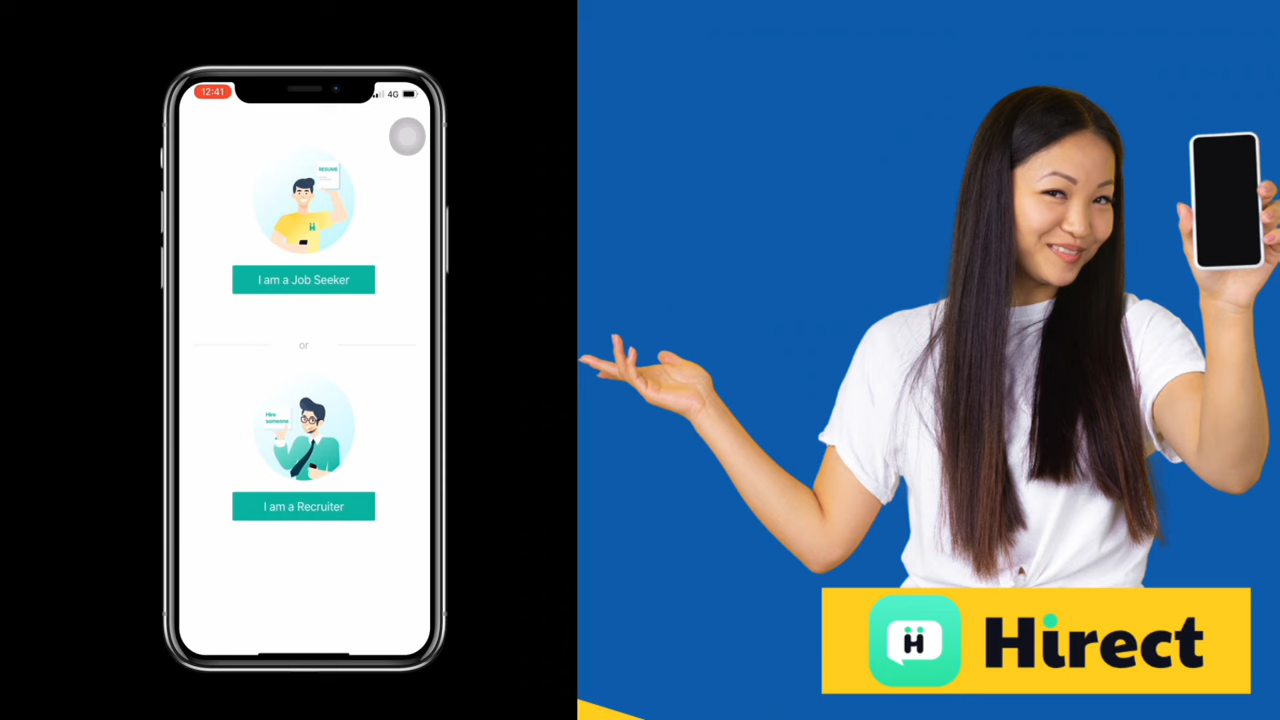 12:41
4G
RESUME
I am a Job Seeker
or
Hire
someone
I am a Recruiter
H
Hirect